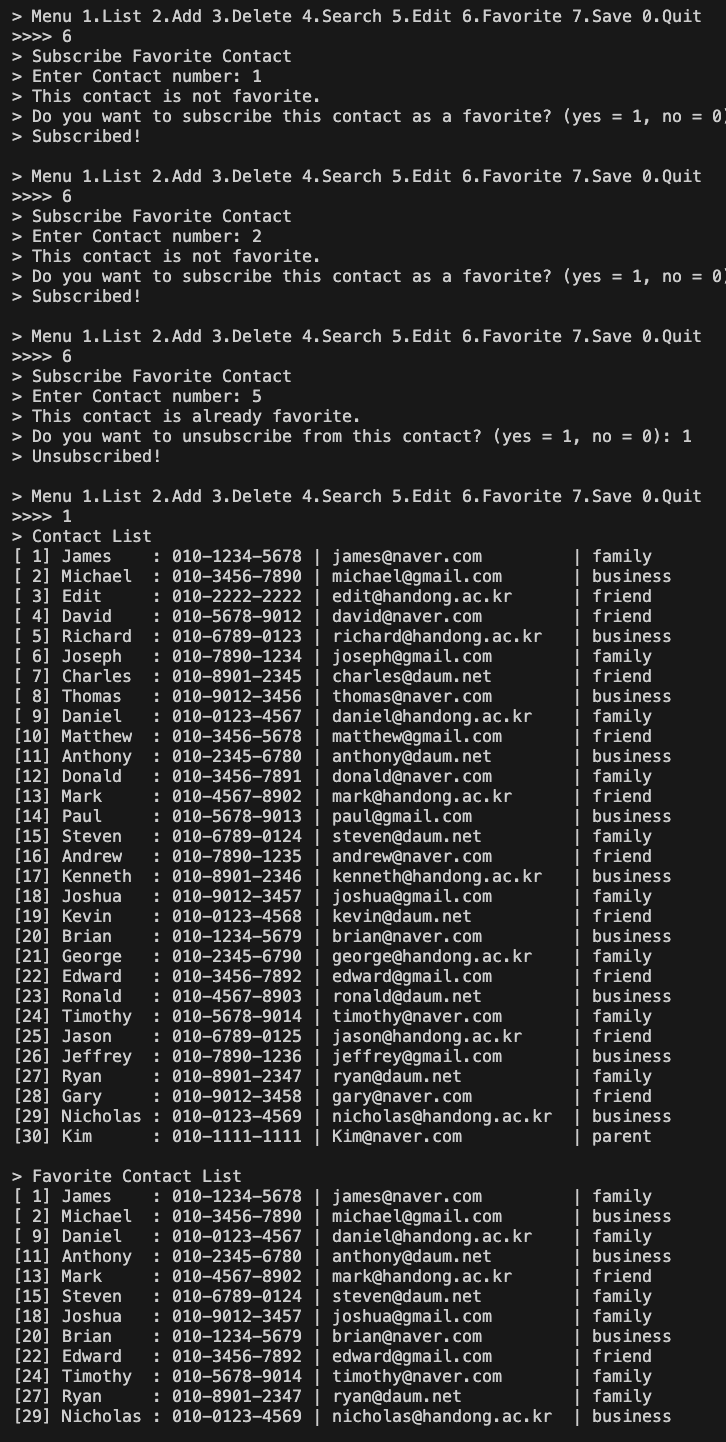 > Menu 1.List 2.Add 3.Delete 4.Search 5.Edit 6.Favorite 7.Save 0.Quit
>>>> 6
> Subscribe Favorite Contact
> Enter Contact number: 1
> This contact is not favorite.
> Do you want to subscribe this contact as a favorite? (yes = 1, no = 0)
> Subscribed!

> Menu 1.List 2.Add 3.Delete 4.Search 5.Edit 6.Favorite 7.Save 0.Quit
>>>> 6
> Subscribe Favorite Contact
> Enter Contact number: 2
> This contact is not favorite.
> Do you want to subscribe this contact as a favorite? (yes = 1, no = 0)
> Subscribed!

> Menu 1.List 2.Add 3.Delete 4.Search 5.Edit 6.Favorite 7.Save 0.Quit
>>>> 6
> Subscribe Favorite Contact
> Enter Contact number: 5
> This contact is already favorite.
> Do you want to unsubscribe from this contact? (yes = 1, no = 0): 1
> Unsubscribed!

> Menu 1.List 2.Add 3.Delete 4.Search 5.Edit 6.Favorite 7.Save 0.Quit
>>>> 1
> Contact List
[ 1] James    : 010-1234-5678 | james@naver.com         | family
[ 2] Michael  : 010-3456-7890 | michael@gmail.com       | business
[ 3] Edit     : 010-2222-2222 | edit@handong.ac.kr      | friend
[ 4] David    : 010-5678-9012 | david@naver.com         | friend
[ 5] Richard  : 010-6789-0123 | richard@handong.ac.kr   | business
[ 6] Joseph   : 010-7890-1234 | joseph@gmail.com        | family
[ 7] Charles  : 010-8901-2345 | charles@daum.net        | friend
[ 8] Thomas   : 010-9012-3456 | thomas@naver.com        | business
[ 9] Daniel   : 010-0123-4567 | daniel@handong.ac.kr    | family
[10] Matthew  : 010-3456-5678 | matthew@gmail.com       | friend
[11] Anthony  : 010-2345-6780 | anthony@daum.net        | business
[12] Donald   : 010-3456-7891 | donald@naver.com        | family
[13] Mark     : 010-4567-8902 | mark@handong.ac.kr      | friend
[14] Paul     : 010-5678-9013 | paul@gmail.com          | business
[15] Steven   : 010-6789-0124 | steven@daum.net         | family
[16] Andrew   : 010-7890-1235 | andrew@naver.com        | friend
[17] Kenneth  : 010-8901-2346 | kenneth@handong.ac.kr   | business
[18] Joshua   : 010-9012-3457 | joshua@gmail.com        | family
[19] Kevin    : 010-0123-4568 | kevin@daum.net          | friend
[20] Brian    : 010-1234-5679 | brian@naver.com         | business
[21] George   : 010-2345-6790 | george@handong.ac.kr    | family
[22] Edward   : 010-3456-7892 | edward@gmail.com        | friend
[23] Ronald   : 010-4567-8903 | ronald@daum.net         | business
[24] Timothy  : 010-5678-9014 | timothy@naver.com       | family
[25] Jason    : 010-6789-0125 | jason@handong.ac.kr     | friend
[26] Jeffrey  : 010-7890-1236 | jeffrey@gmail.com       | business
[27] Ryan     : 010-8901-2347 | ryan@daum.net           | family
[28] Gary     : 010-9012-3458 | gary@naver.com          | friend
[29] Nicholas : 010-0123-4569 | nicholas@handong.ac.kr  | business
[30] Kim      : 010-1111-1111 | Kim@naver.com           | parent

> Favorite Contact List
[ 1] James    : 010-1234-5678 | james@naver.com         | family
[ 2] Michael  : 010-3456-7890 | michael@gmail.com       | business
[ 9] Daniel   : 010-0123-4567 | daniel@handong.ac.kr    | family
[11] Anthony  : 010-2345-6780 | anthony@daum.net        | business
[13] Mark     : 010-4567-8902 | mark@handong.ac.kr      | friend
[15] Steven   : 010-6789-0124 | steven@daum.net         | family
[18] Joshua   : 010-9012-3457 | joshua@gmail.com        | family
[20] Brian    : 010-1234-5679 | brian@naver.com         | business
[22] Edward   : 010-3456-7892 | edward@gmail.com        | friend
[24] Timothy  : 010-5678-9014 | timothy@naver.com       | family
[27] Ryan     : 010-8901-2347 | ryan@daum.net           | family
[29] Nicholas : 010-0123-4569 | nicholas@handong.ac.kr  | business